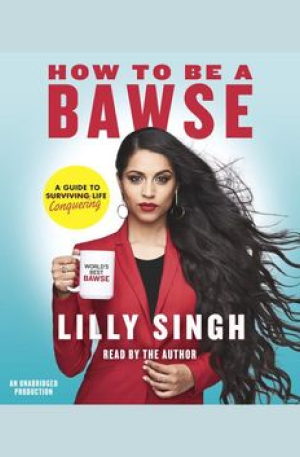 HOW TO BE A
BAWSE
A GUIDE TO
SURVIVING LIFE
Conquering
WORLD'S
BEST
BAWSE
LILLY SINGH
READ BY THE AUTHOR
AN UNABRIDGED
PRODUCTION